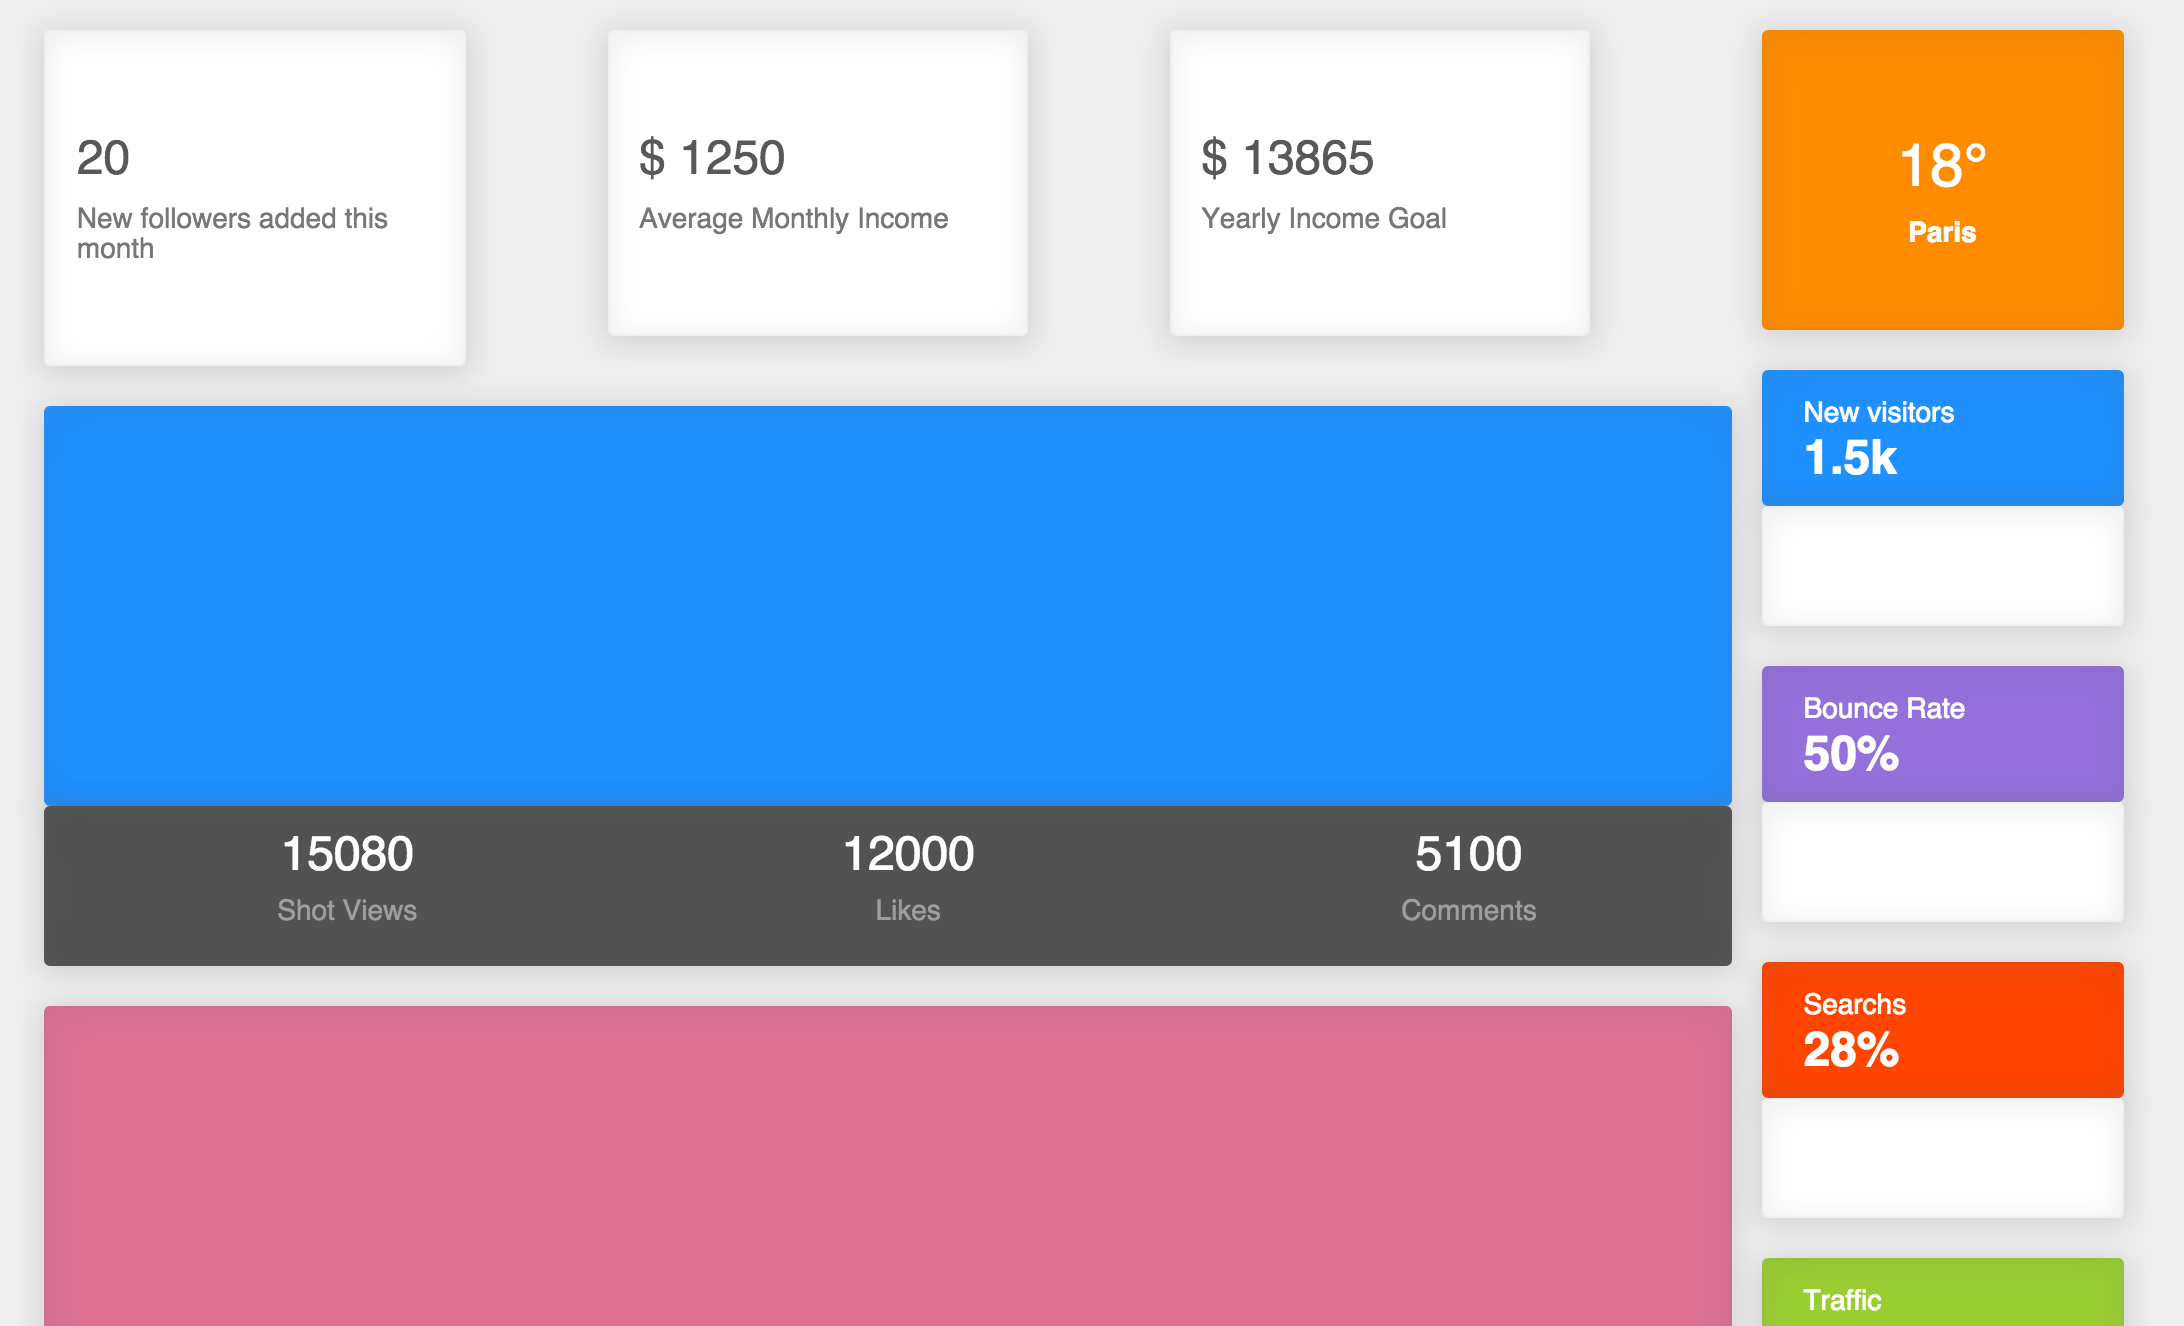 20
New followers added this
month
$ 1250
Average Monthly Income
$ 13865
Yearly Income Goal
18°
Paris
New visitors
1.5k
15080
Shot Views
12000
Likes
5100
Comments
Bounce Rate
50%
Searchs
28%
Traffic